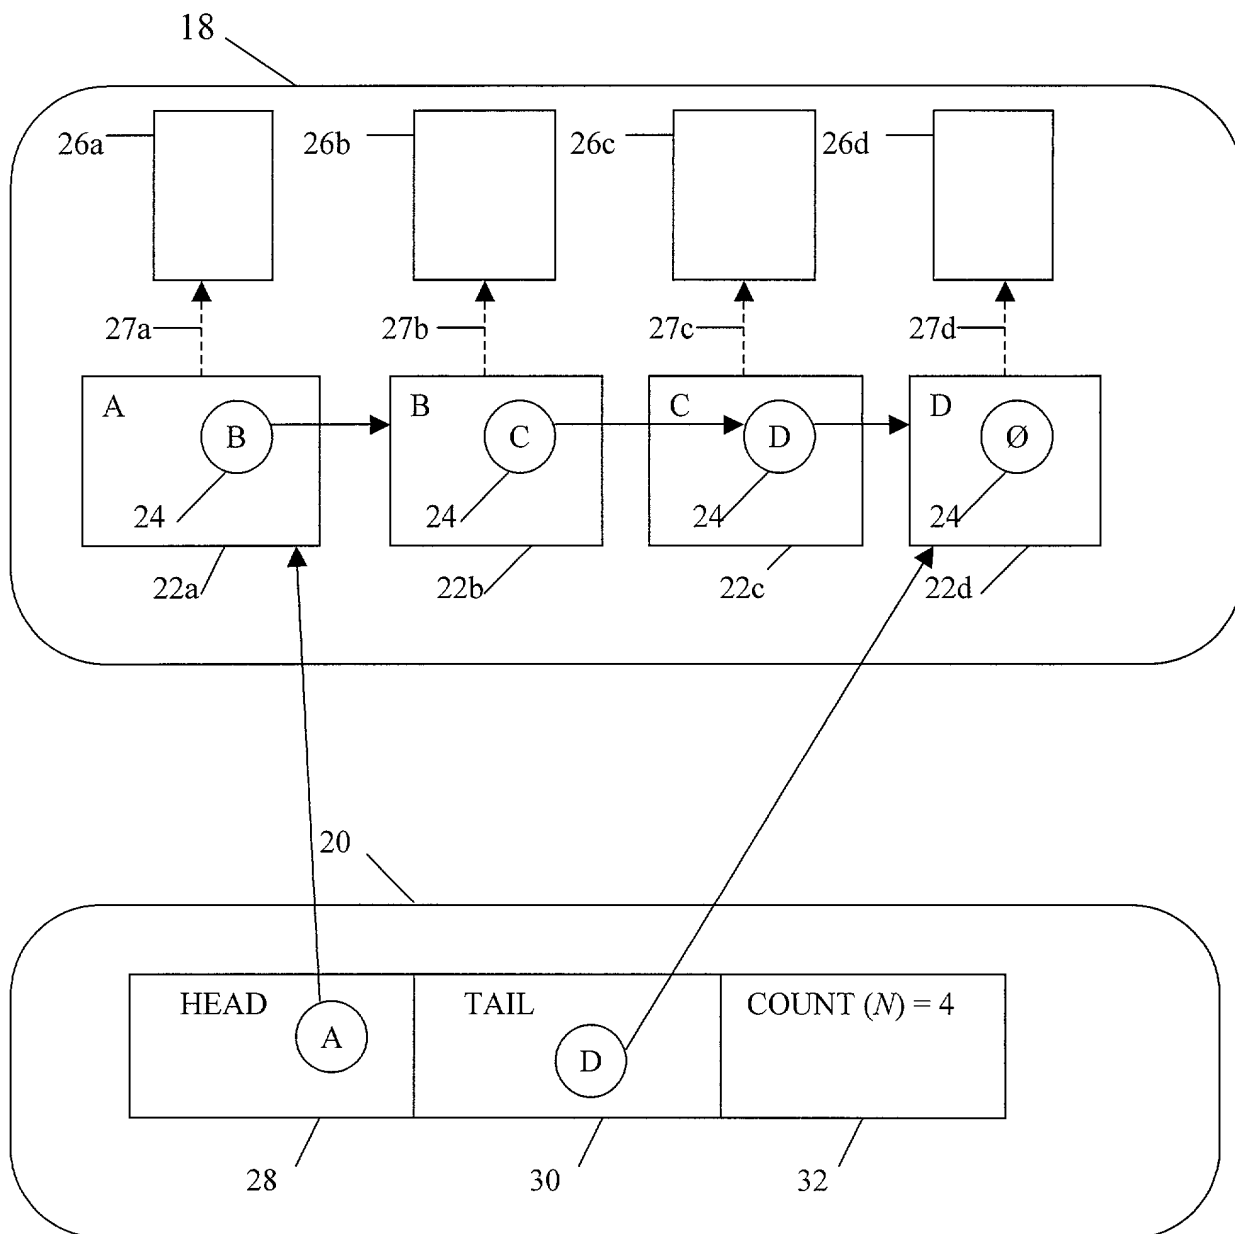 18
26a 26b 26c 26d
27a 27b 27c 27d
A B C D
B C D Ø
24 24 24 24
22a 22b 22c 22d
20
HEAD TAIL COUNT (N) = 4
A D
28 30 32